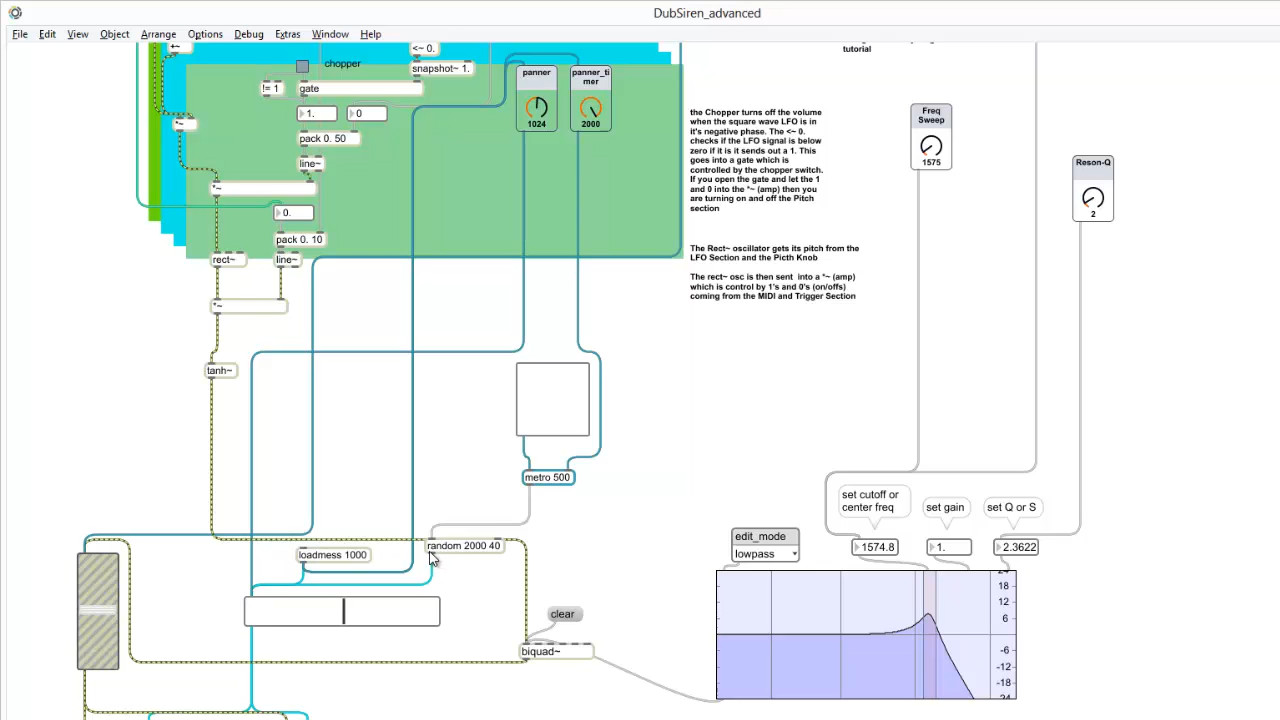 DubSiren_advanced
File Edit View Object Arrange Options Debug Extras Window Help
tutorial
+~
<~ 0.
chopper
snapshot~ 1.
!= 1
gate
1.
0
*~
pack 0. 50
line~
*~
0.
pack 0. 10
rect~
line~
*~
tanh~
panner
1024
panner_ti
mer
2000
the Chopper turns off the volume
when the square wave LFO is in
it's negative phase. The <~ 0.
checks if the LFO signal is below
zero if it is it sends out a 1. This
goes into a gate which is
controlled by the chopper switch.
If you open the gate and let the 1
and 0 into the *~ (amp) then you
are turning on and off the Pitch
section
The Rect~ oscillator gets its pitch from the
LFO Section and the Picth Knob
The rect~ osc is then sent into a *~ (amp)
which is control by 1's and 0's (on/offs)
coming from the MIDI and Trigger Section
Freq
Sweep
1575
Reson-Q
2
metro 500
random 2000 40
loadmess 1000
clear
biquad~
set cutoff or
center freq
set gain
set Q or S
edit_mode
lowpass
1574.8
1.
2.3622
24
18
12
6
-6
-12
-18